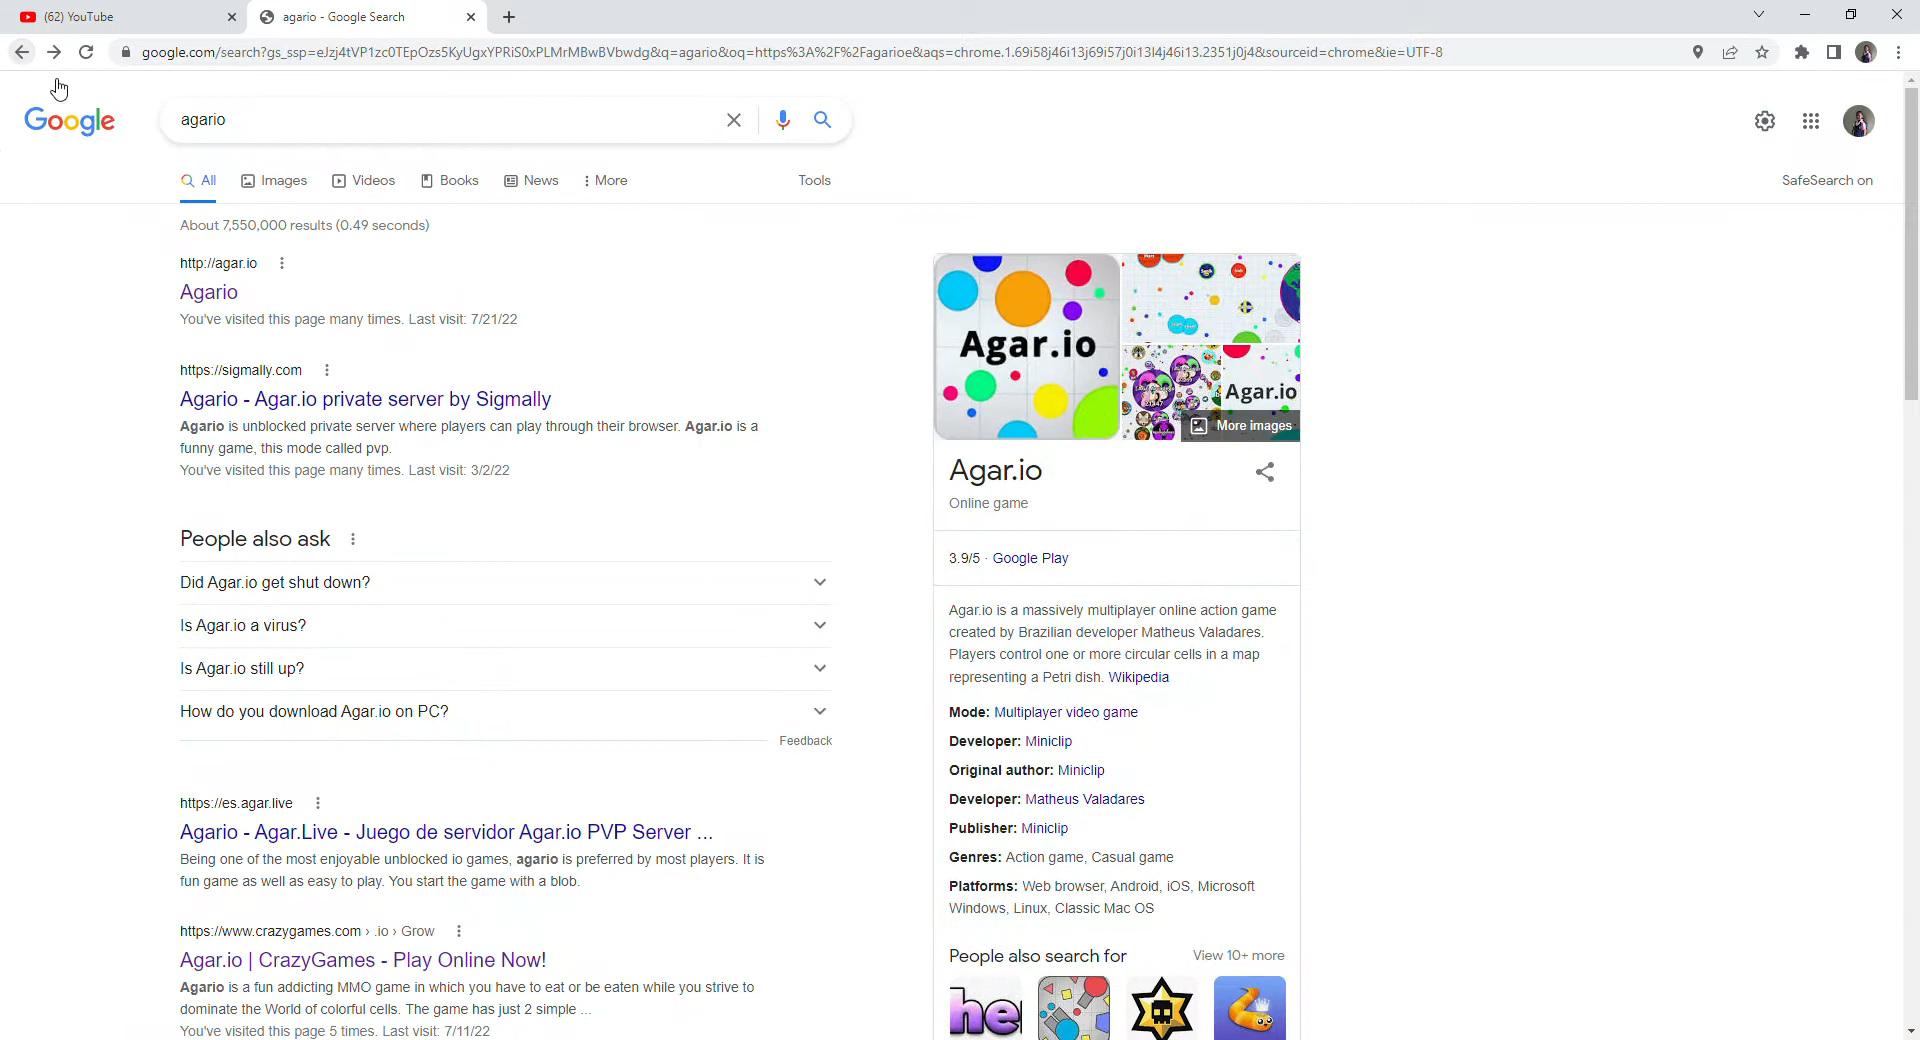 (62) YouTube
agario - Google Search
google.com/search?gs_ssp=eJzj4tVP1zc0TEpOzs5KyUgxYPRiS0xPLMrMBwBVbwdg&q=agario&oq=https%3A%2F%2Fagarioe&aqs=chrome.1.69i58j46i13j69i57j0i13l4j46i13.2351j0j4&sourceid=chrome&ie=UTF-8
Google
agario
All
Images
Videos
Books
News
More
Tools
SafeSearch on
About 7,550,000 results (0.49 seconds)
http://agar.io
Agario
You've visited this page many times. Last visit: 7/21/22
https://sigmally.com
Agario - Agar.io private server by Sigmally
Agario is unblocked private server where players can play through their browser. Agar.io is a
funny game, this mode called pvp.
You've visited this page many times. Last visit: 3/2/22
People also ask
Did Agar.io get shut down?
Is Agar.io a virus?
Is Agar.io still up?
How do you download Agar.io on PC?
Feedback
https://es.agar.live
Agario - Agar.Live - Juego de servidor Agar.io PVP Server ...
Being one of the most enjoyable unblocked io games, agario is preferred by most players. It is
fun game as well as easy to play. You start the game with a blob.
https://www.crazygames.com › .io › Grow
Agar.io | CrazyGames - Play Online Now!
Agario is a fun addicting MMO game in which you have to eat or be eaten while you strive to
dominate the World of colorful cells. The game has just 2 simple ...
You've visited this page 5 times. Last visit: 7/11/22
Agar.io
Agar.io
More images
Agar.io
Online game
3.9/5 · Google Play
Agar.io is a massively multiplayer online action game
created by Brazilian developer Matheus Valadares.
Players control one or more circular cells in a map
representing a Petri dish. Wikipedia
Mode: Multiplayer video game
Developer: Miniclip
Original author: Miniclip
Developer: Matheus Valadares
Publisher: Miniclip
Genres: Action game, Casual game
Platforms: Web browser, Android, iOS, Microsoft
Windows, Linux, Classic Mac OS
People also search for
View 10+ more
he